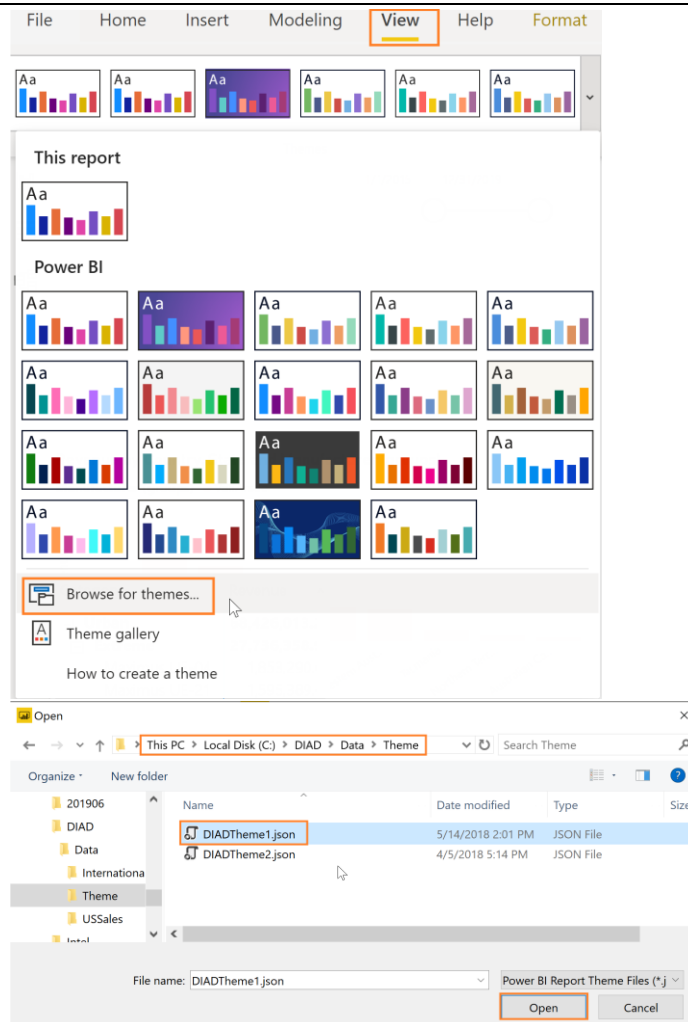 File Home Insert Modeling View Help Format
Aa Aa Aa Aa Aa Aa
This report
Aa
Power BI
Aa Aa Aa Aa Aa
Aa Aa Aa Aa Aa
Aa Aa Aa Aa Aa
Aa Aa Aa Aa
Browse for themes...
A Theme gallery
How to create a theme
Open
This PC > Local Disk (C:) > DIAD > Data > Theme Search Theme
Organize New folder ?
201906 Name Date modified Type Size
DIAD DIADTheme1.json 5/14/2018 2:01 PM JSON File
Data DIADTheme2.json 4/5/2018 5:14 PM JSON File
Internationa
Theme
USSales
Intel
File name: DIADTheme1.json Power BI Report Theme Files (*.j
Open Cancel